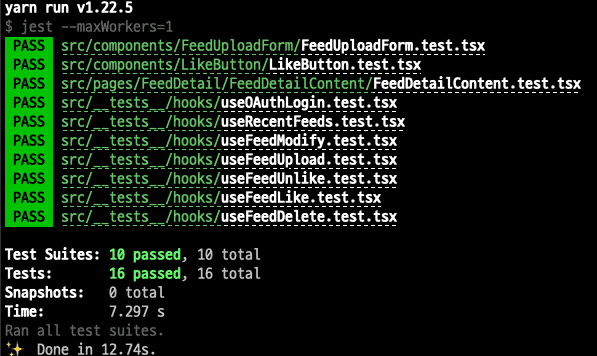 yarn run v1.22.5
$ jest --maxWorkers=1
PASS src/components/FeedUploadForm/FeedUploadForm.test.tsx
PASS src/components/LikeButton/LikeButton.test.tsx
PASS src/pages/FeedDetail/FeedDetailContent/FeedDetailContent.test.tsx
PASS src/__tests__/hooks/useOAuthLogin.test.tsx
PASS src/__tests__/hooks/useRecentFeeds.test.tsx
PASS src/__tests__/hooks/useFeedModify.test.tsx
PASS src/__tests__/hooks/useFeedUpload.test.tsx
PASS src/__tests__/hooks/useFeedUnlike.test.tsx
PASS src/__tests__/hooks/useFeedLike.test.tsx
PASS src/__tests__/hooks/useFeedDelete.test.tsx
Test Suites: 10 passed, 10 total
Tests: 16 passed, 16 total
Snapshots: 0 total
Time: 7.297 s
Ran all test suites.
✨ Done in 12.74s.